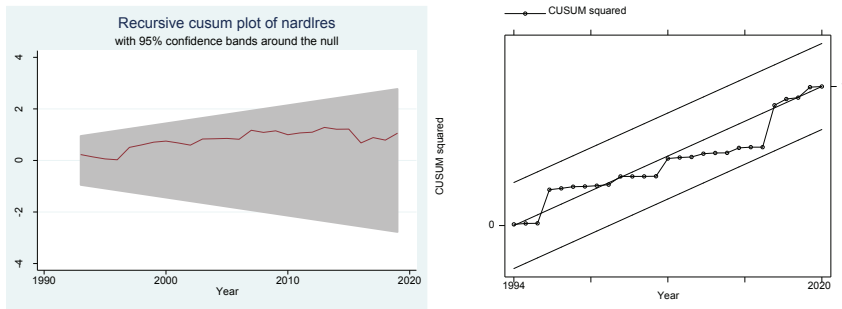 Recursive cusum plot of nardlres
with 95% confidence bands around the null
4
2
0
-2
-4
1990
2000
2010
2020
Year
CUSUM squared
CUSUM squared
0
1994
2020
Year